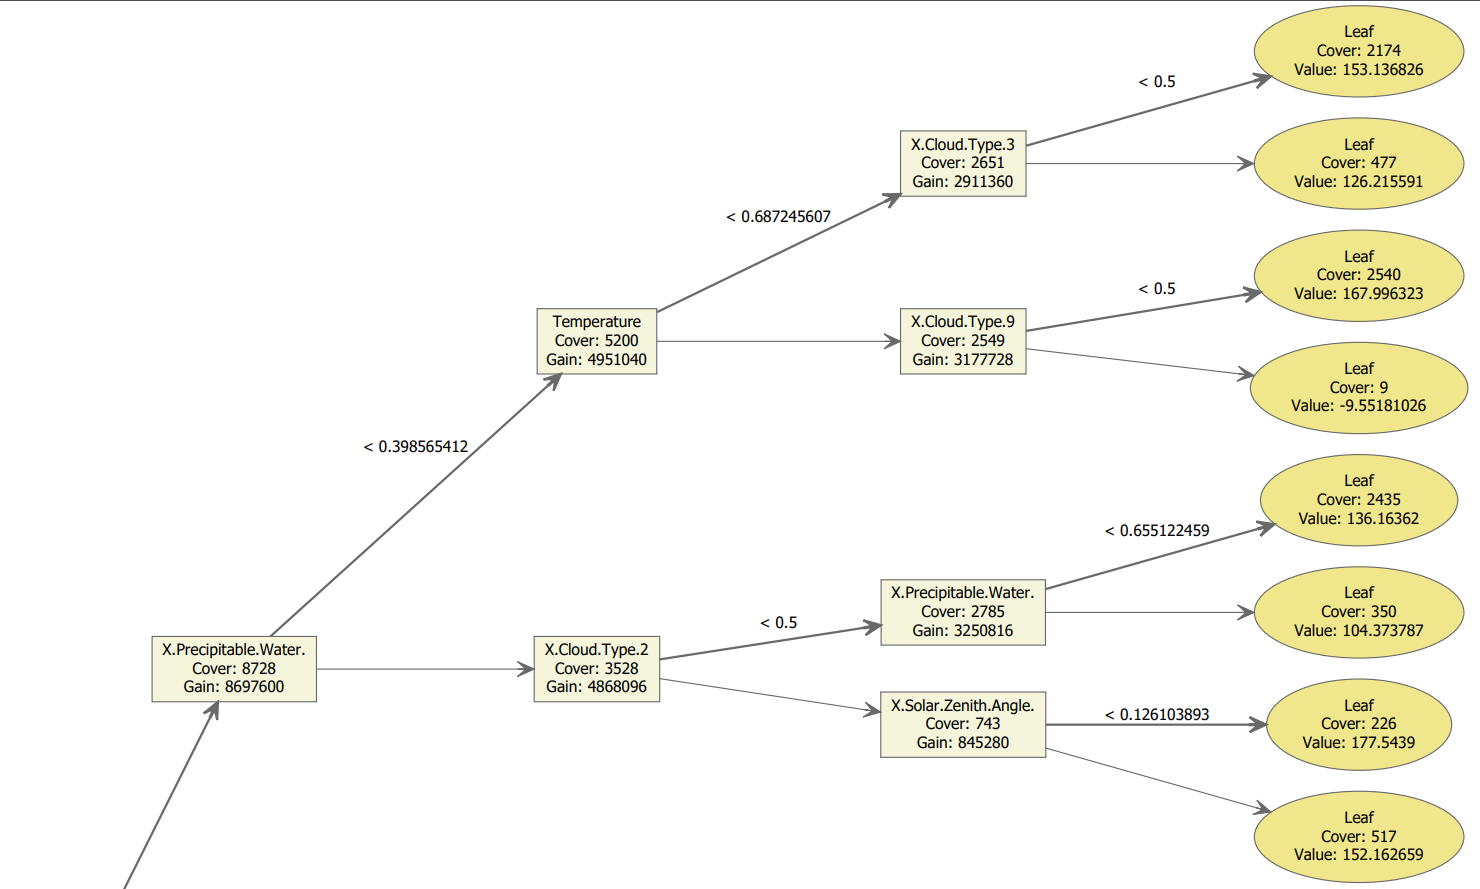 Leaf
Cover: 2174
Value: 153.136826
< 0.5
X.Cloud.Type.3
Cover: 2651
Gain: 2911360
Leaf
Cover: 477
Value: 126.215591
< 0.687245607
Leaf
Cover: 2540
Value: 167.996323
< 0.5
Temperature
Cover: 5200
Gain: 4951040
X.Cloud.Type.9
Cover: 2549
Gain: 3177728
Leaf
Cover: 9
Value: -9.55181026
< 0.398565412
Leaf
Cover: 2435
Value: 136.16362
< 0.655122459
X.Precipitable.Water.
Cover: 2785
Gain: 3250816
Leaf
Cover: 350
Value: 104.373787
< 0.5
X.Precipitable.Water.
Cover: 8728
Gain: 8697600
X.Cloud.Type.2
Cover: 3528
Gain: 4868096
X.Solar.Zenith.Angle.
Cover: 743
Gain: 845280
< 0.126103893
Leaf
Cover: 226
Value: 177.5439
Leaf
Cover: 517
Value: 152.162659